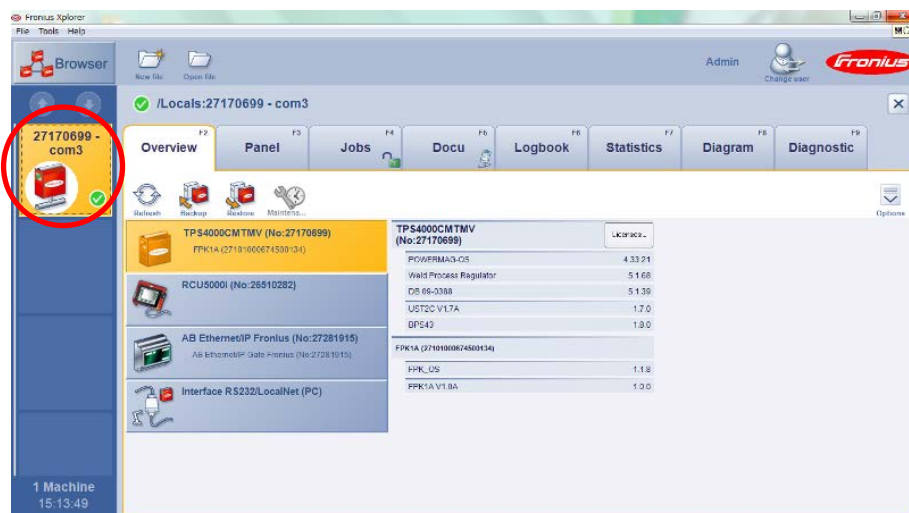 Fronius Xplorer
File Tools Help
Browser
New file
Open file
Admin
Change user
Fronius
/Locals:27170699 - com3
27170699 -
com3
F2
Overview
F3
Panel
F4
Jobs
F5
Docu
F6
Logbook
F7
Statistics
F8
Diagram
F9
Diagnostic
Refresh
Backup
Restore
Maintena...
Options
TPS4000CMTMV (No:27170699)
FPK1A (27101000674500134)
RCU5000i (No:26510282)
AB Ethernet/IP Fronius (No:27281915)
AB Ethernet/IP Gate Fronius (No:27281915)
Interface RS232/LocalNet (PC)
TPS4000CMTMV
(No:27170699)
Licenses...
POWERMAG-OS 4.33.21
Weld Process Regulator 5.1.68
DB 09-0388 5.1.39
UST2C V1.7A 1.7.0
BPS43 1.8.0
FPK1A (27101000674500134)
FPK_OS 1.1.8
FPK1A V1.0A 1.0.0
1 Machine
15:13:49